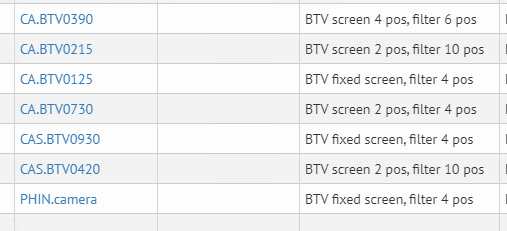 CA.BTV0390 BTV screen 4 pos, filter 6 pos
CA.BTV0215 BTV screen 2 pos, filter 10 pos
CA.BTV0125 BTV fixed screen, filter 4 pos
CA.BTV0730 BTV screen 2 pos, filter 4 pos
CAS.BTV0930 BTV fixed screen, filter 4 pos
CAS.BTV0420 BTV screen 2 pos, filter 10 pos
PHIN.camera BTV fixed screen, filter 4 pos